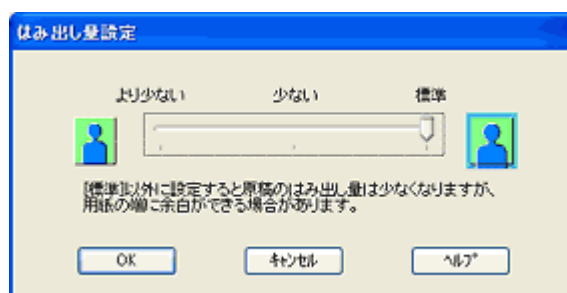 はみ出し量設定
より少ない 少ない 標準
[標準]以外に設定すると原稿のはみ出し量は少なくなりますが、
用紙の端に余白ができる場合があります。
OK キャンセル ヘルプ